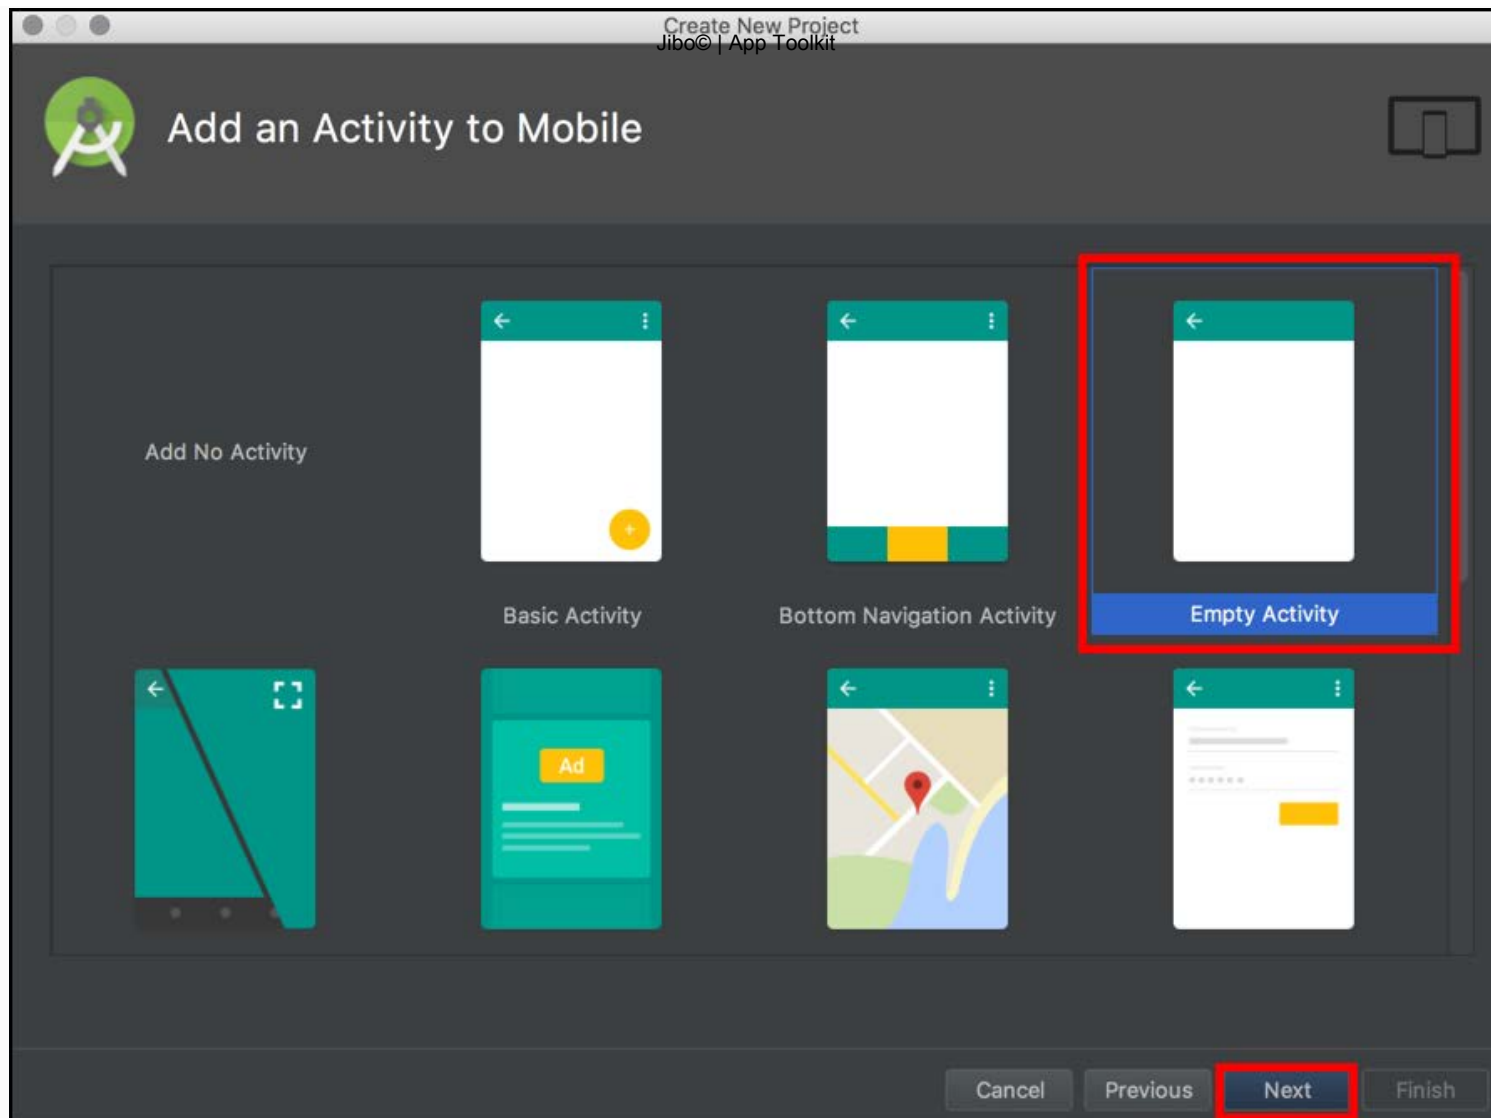 Create New Project
Jibo© | App Toolkit
Add an Activity to Mobile
Add No Activity
Basic Activity
Bottom Navigation Activity
Empty Activity
Ad
Cancel
Previous
Next
Finish